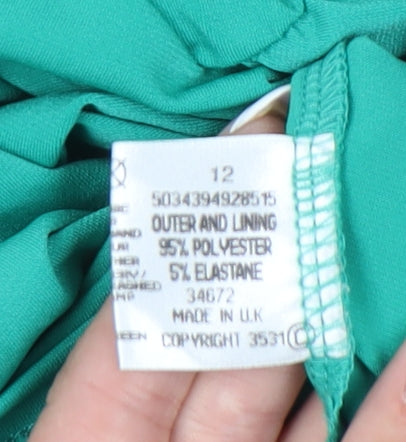 12
5034394928515
OUTER AND LINING
95% POLYESTER
5% ELASTANE
34672
MADE IN U.K
COPYRIGHT 3531 ©